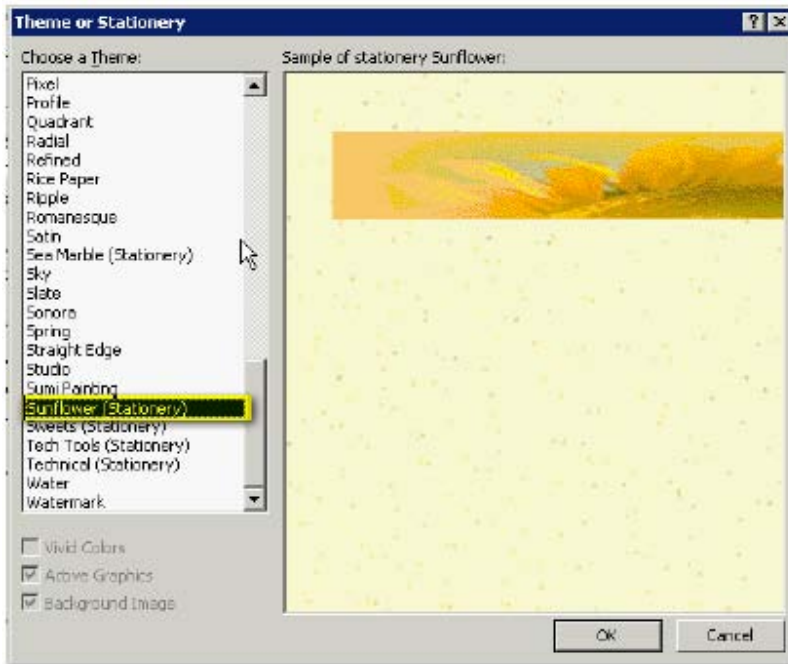 Theme or Stationery
Choose a Theme:
Sample of stationery Sunflower:
Pixel
Profile
Quadrant
Radial
Refined
Rice Paper
Ripple
Romanesque
Satin
Sea Marble (Stationery)
Sky
Slate
Sonora
Spring
Straight Edge
Studio
Sumi Painting
Sunflower (Stationery)
Sweets (Stationery)
Tech Tools (Stationery)
Technical (Stationery)
Water
Watermark
Vivid Colors
Active Graphics
Background Image
OK
Cancel